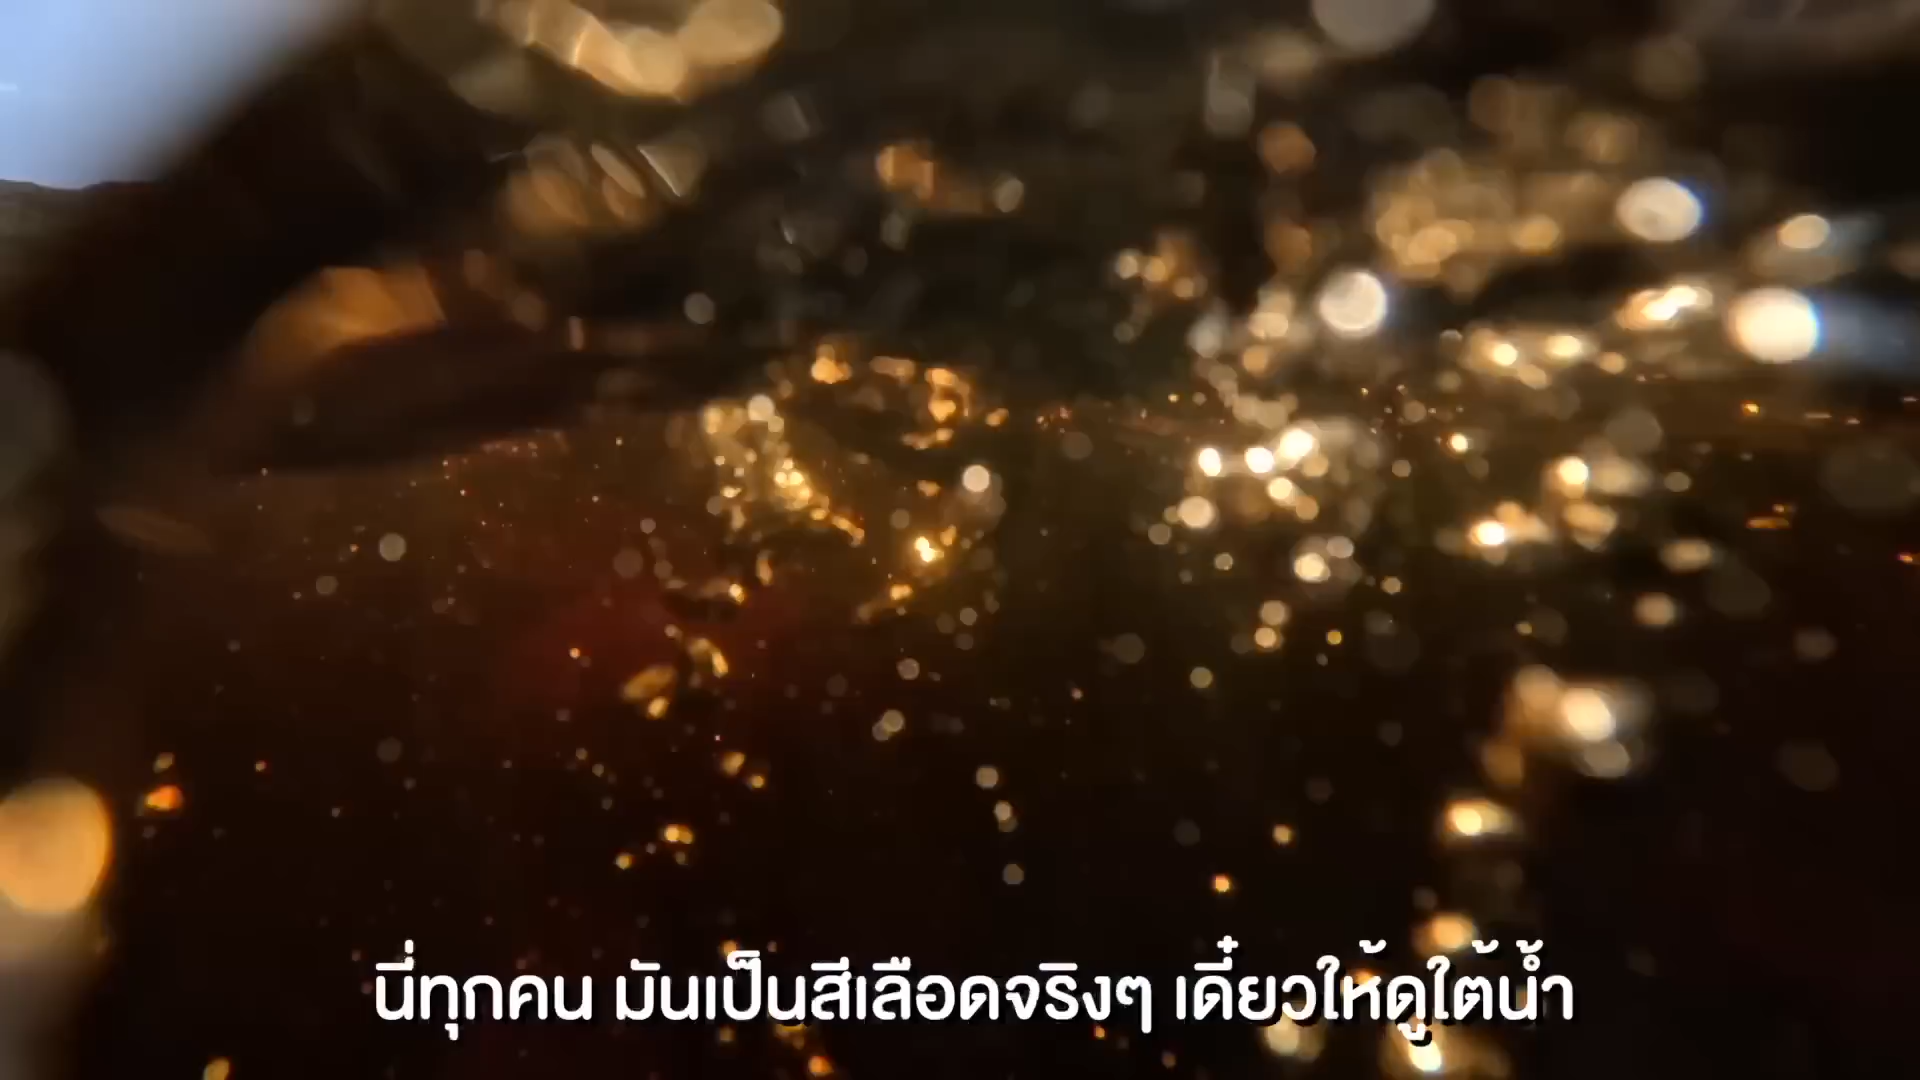 นี่ทุกคน มันเป็นสีเลือดจริงๆ เดี๋ยวให้ดูใต้น้ำ